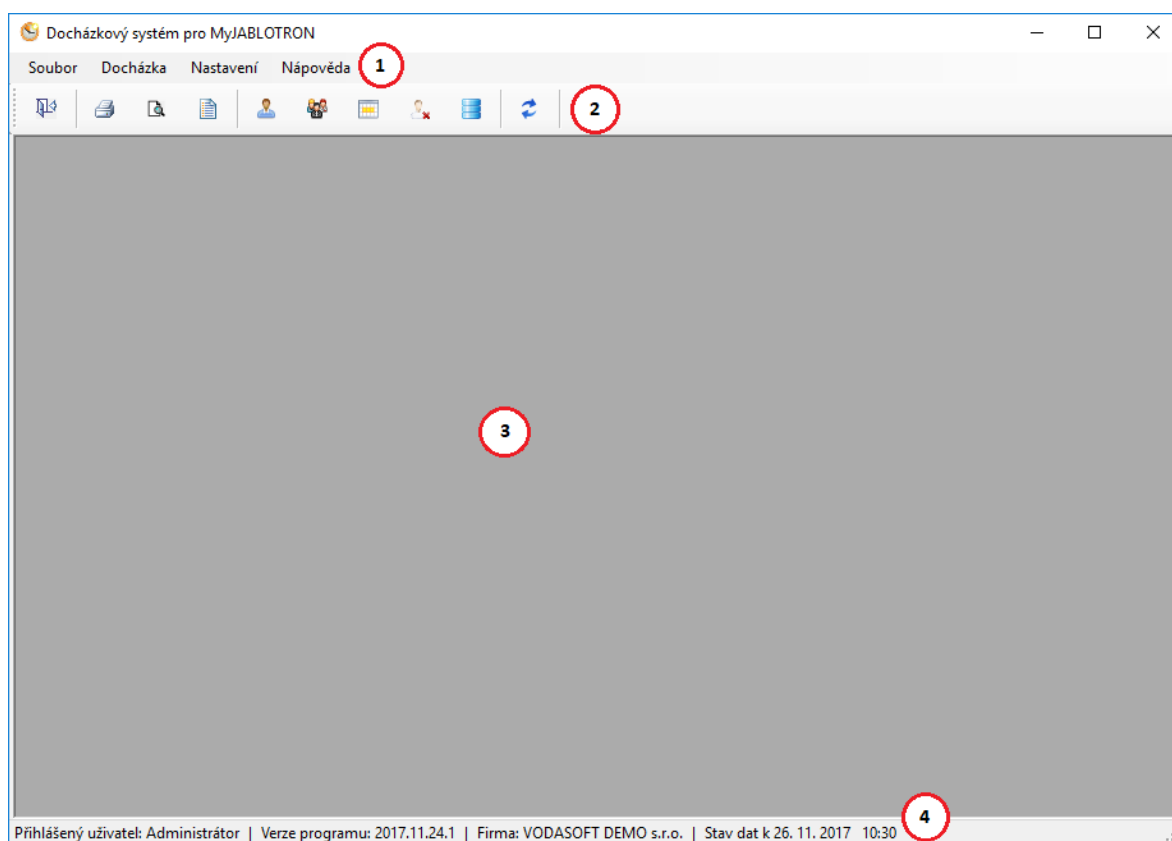 Docházkový systém pro MyJABLOTRON
Soubor Docházka Nastavení Nápověda 1
2
3
4
Přihlášený uživatel: Administrátor | Verze programu: 2017.11.24.1 | Firma: VODASOFT DEMO s.r.o. | Stav dat k 26. 11. 2017 10:30